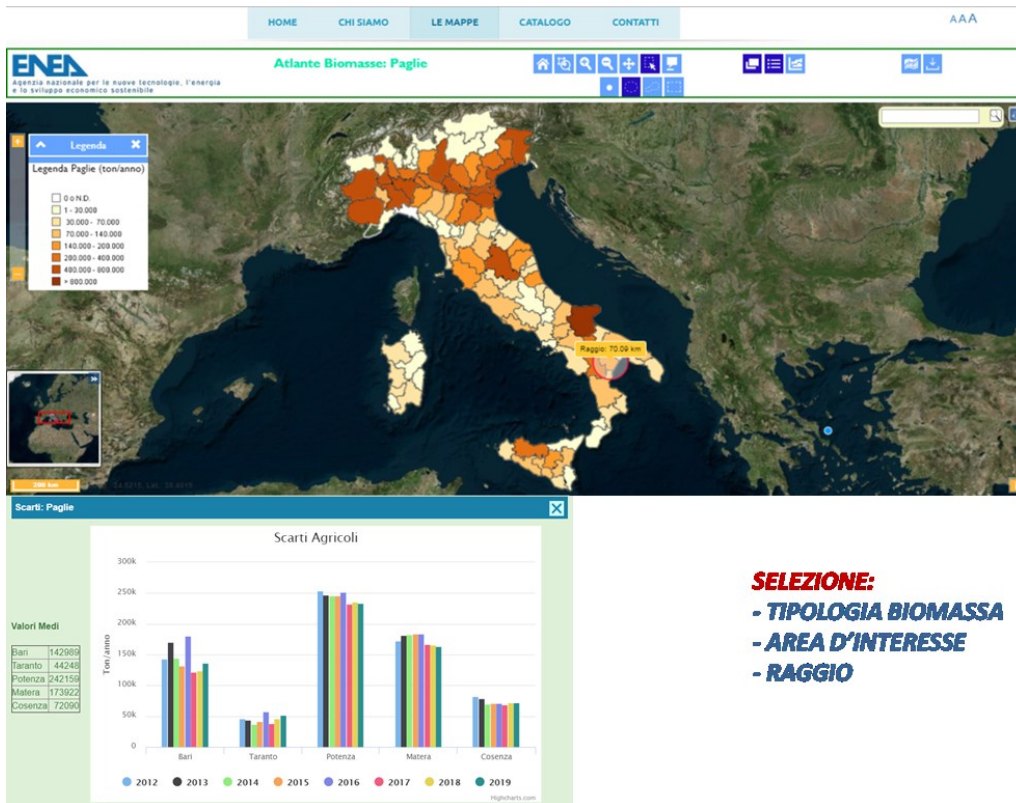 HOME CHI SIAMO LE MAPPE CATALOGO CONTATTI AAA
ENEA
Agenzia nazionale per le nuove tecnologie, l'energia
e lo sviluppo economico sostenibile
Atlante Biomasse: Paglie
Legenda
Legenda Paglie (ton/anno)
0 o N.D.
1 - 30.000
30.000 - 70.000
70.000 - 140.000
140.000 - 200.000
200.000 - 400.000
400.000 - 800.000
> 800.000
Raggio: 70.09 km
200 km
Scarti: Paglie
Scarti Agricoli
Valori Medi
Bari 142989
Taranto 44248
Potenza 242159
Matera 173922
Cosenza 72090
Ton/anno
300k
250k
200k
150k
100k
50k
0
Bari Taranto Potenza Matera Cosenza
2012 2013 2014 2015 2016 2017 2018 2019
Highcharts.com
SELEZIONE:
- TIPOLOGIA BIOMASSA
- AREA D'INTERESSE
- RAGGIO